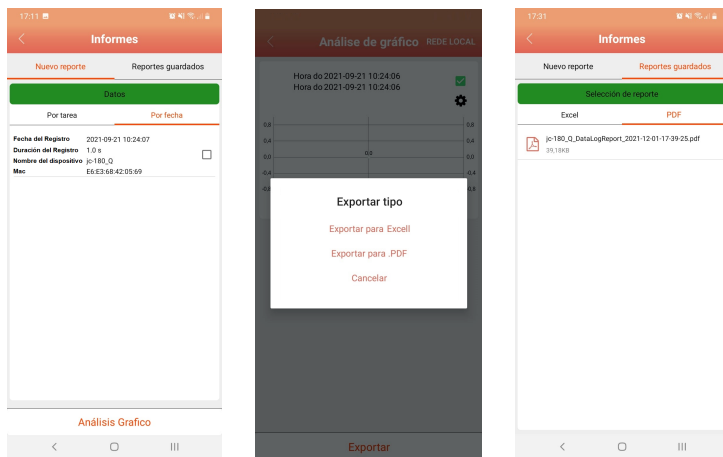 17:11
Informes
Nuevo reporte Reportes guardados
Datos
Por tarea Por fecha
Fecha del Registro 2021-09-21 10:24:07
Duración del Registro 1.0 s
Nombre del dispositivo jc-180_Q
Mac E6:E3:68:42:05:69
Análisis Grafico
Análise de gráfico REDE LOCAL
Hora do 2021-09-21 10:24:06
Hora do 2021-09-21 10:24:06
0,8 0,8
0,4 0,4
0,0 0,0 0,0
-0,4 -0,4
-0,8 -0,8
Exportar tipo
Exportar para Excell
Exportar para .PDF
Cancelar
Exportar
17:31
Informes
Nuevo reporte Reportes guardados
Selección de reporte
Excel PDF
jc-180_Q_DataLogReport_2021-12-01-17-39-25.pdf
39,18KB